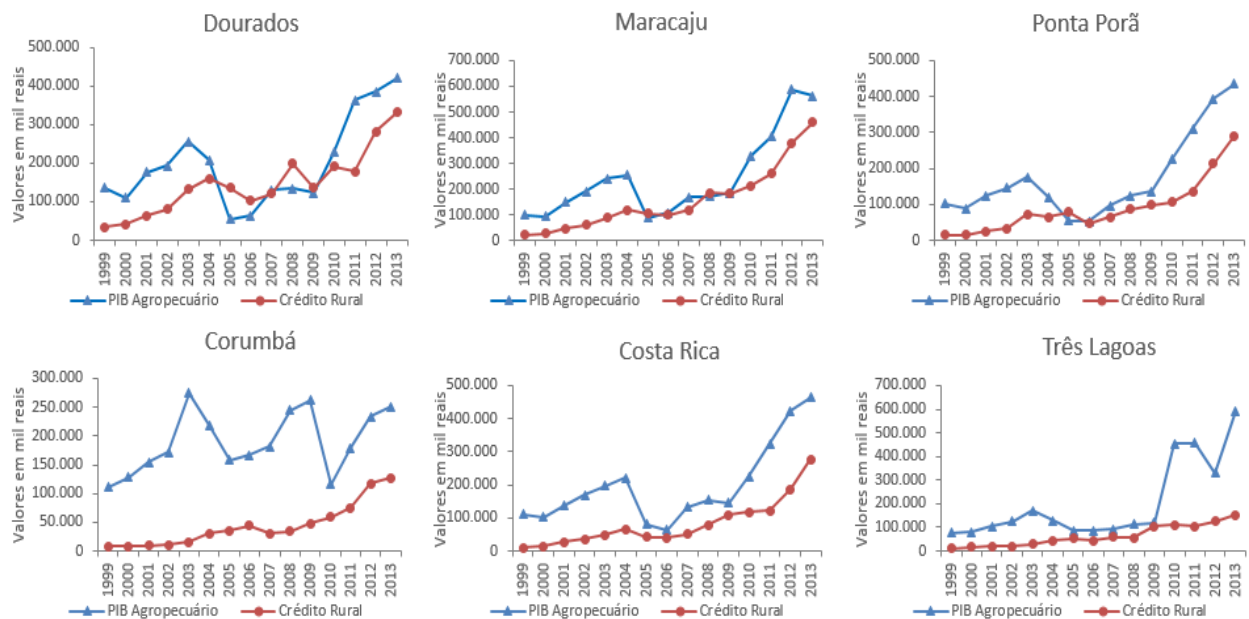 Dourados
Valores em mil reais
500.000
400.000
300.000
200.000
100.000
0
1999 2000 2001 2002 2003 2004 2005 2006 2007 2008 2009 2010 2011 2012 2013
PIB Agropecuário Crédito Rural
Maracaju
Valores em mil reais
700.000
600.000
500.000
400.000
300.000
200.000
100.000
0
1999 2000 2001 2002 2003 2004 2005 2006 2007 2008 2009 2010 2011 2012 2013
PIB Agropecuário Crédito Rural
Ponta Porã
Valores em mil reais
500.000
400.000
300.000
200.000
100.000
0
1999 2000 2001 2002 2003 2004 2005 2006 2007 2008 2009 2010 2011 2012 2013
PIB Agropecuário Crédito Rural
Corumbá
Valores em mil reais
300.000
250.000
200.000
150.000
100.000
50.000
0
1999 2000 2001 2002 2003 2004 2005 2006 2007 2008 2009 2010 2011 2012 2013
PIB Agropecuário Crédito Rural
Costa Rica
Valores em mil reais
500.000
400.000
300.000
200.000
100.000
0
1999 2000 2001 2002 2003 2004 2005 2006 2007 2008 2009 2010 2011 2012 2013
PIB Agropecuário Crédito Rural
Três Lagoas
Valores em mil reais
700.000
600.000
500.000
400.000
300.000
200.000
100.000
0
1999 2000 2001 2002 2003 2004 2005 2006 2007 2008 2009 2010 2011 2012 2013
PIB Agropecuário Crédito Rural